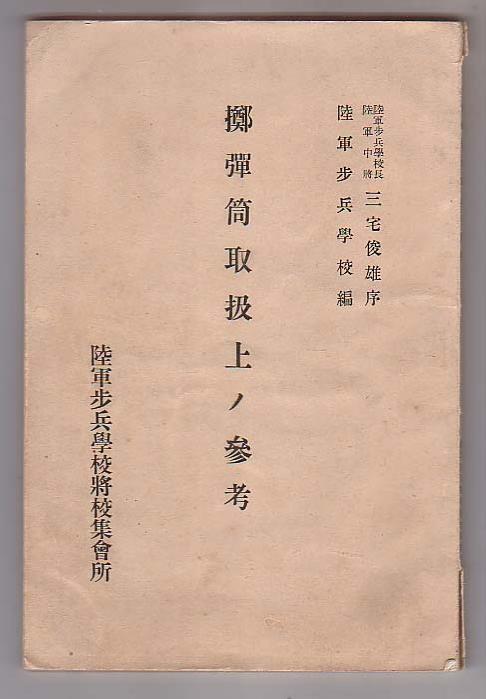 陸軍步兵學校長
陸軍中將
三宅俊雄序
陸軍步兵學校編
擲彈筒取扱上ノ參考
陸軍步兵學校將校集會所